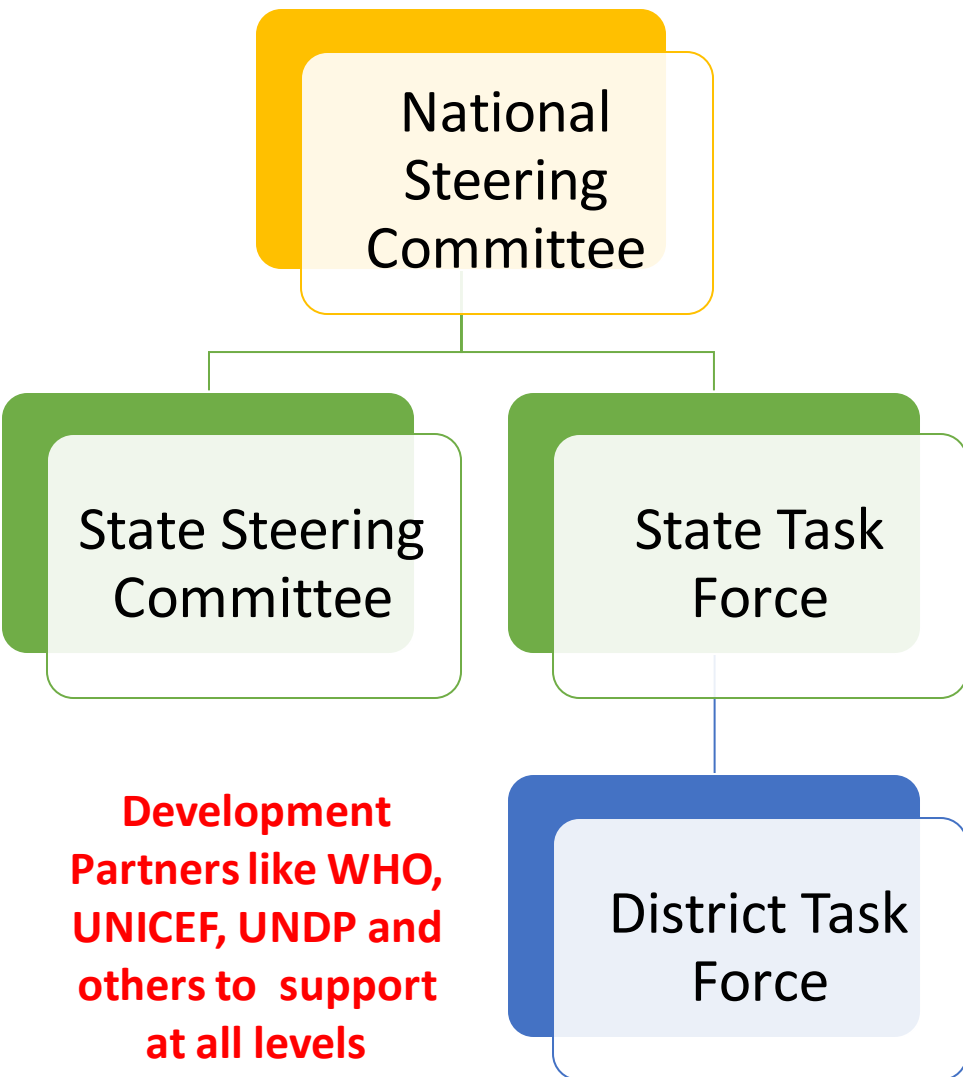 National
Steering
Committee
State Steering
Committee
State Task
Force
Development
Partners like WHO,
UNICEF, UNDP and
others to  support
at all levels
District Task
Force